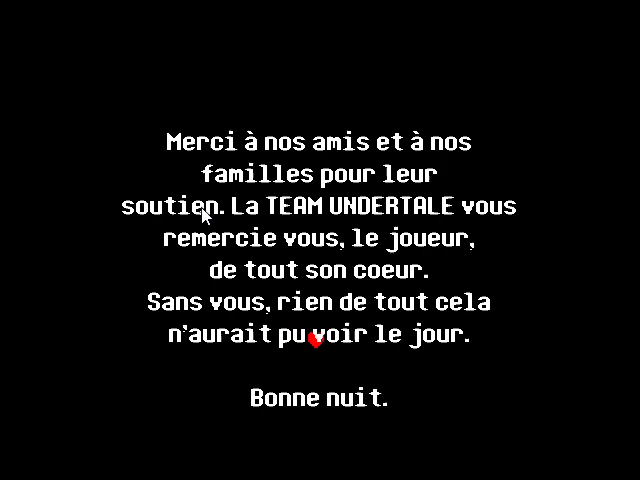 Merci à nos amis et à nos
familles pour leur
soutien. La TEAM UNDERTALE vous
remercie vous, le joueur,
de tout son coeur.
Sans vous, rien de tout cela
n'aurait pu voir le jour.
Bonne nuit.